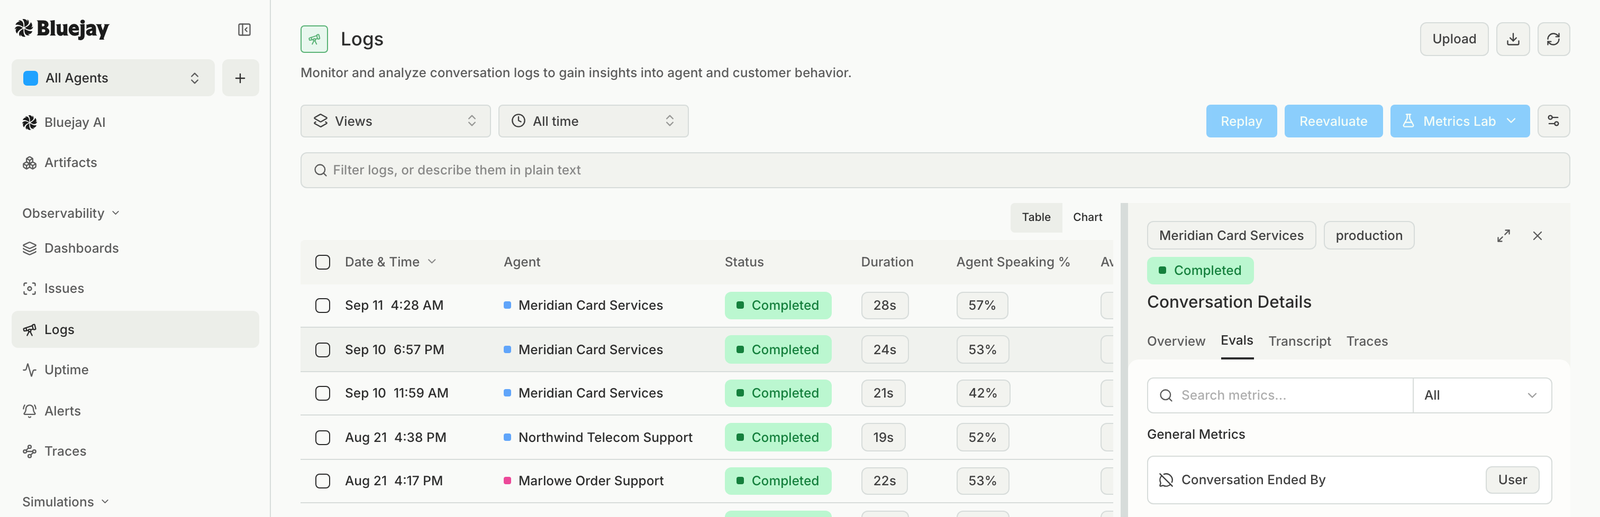 Bluejay
All Agents
Bluejay AI
Artifacts
Observability
Dashboards
Issues
Logs
Uptime
Alerts
Traces
Simulations
Logs
Upload
Monitor and analyze conversation logs to gain insights into agent and customer behavior.
Views
All time
Replay
Reevaluate
Metrics Lab
Filter logs, or describe them in plain text
Table
Chart
Date & Time Agent Status Duration Agent Speaking % Av
Sep 11 4:28 AM Meridian Card Services Completed 28s 57%
Sep 10 6:57 PM Meridian Card Services Completed 24s 53%
Sep 10 11:59 AM Meridian Card Services Completed 21s 42%
Aug 21 4:38 PM Northwind Telecom Support Completed 19s 52%
Aug 21 4:17 PM Marlowe Order Support Completed 22s 53%
Meridian Card Services production
Completed
Conversation Details
Overview Evals Transcript Traces
Search metrics... All
General Metrics
Conversation Ended By User